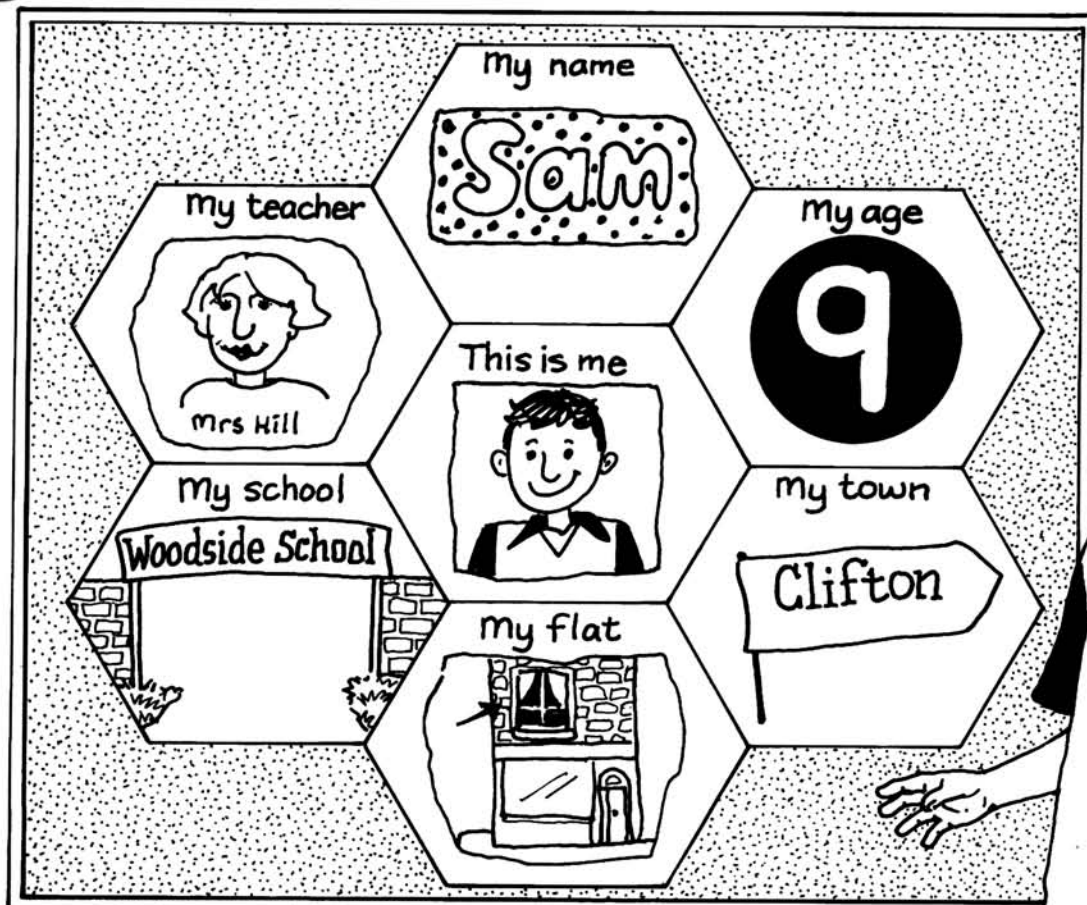 My name
Sam
My teacher
Mrs Hill
My age
9
This is me
My school
Woodside School
My town
Clifton
My flat